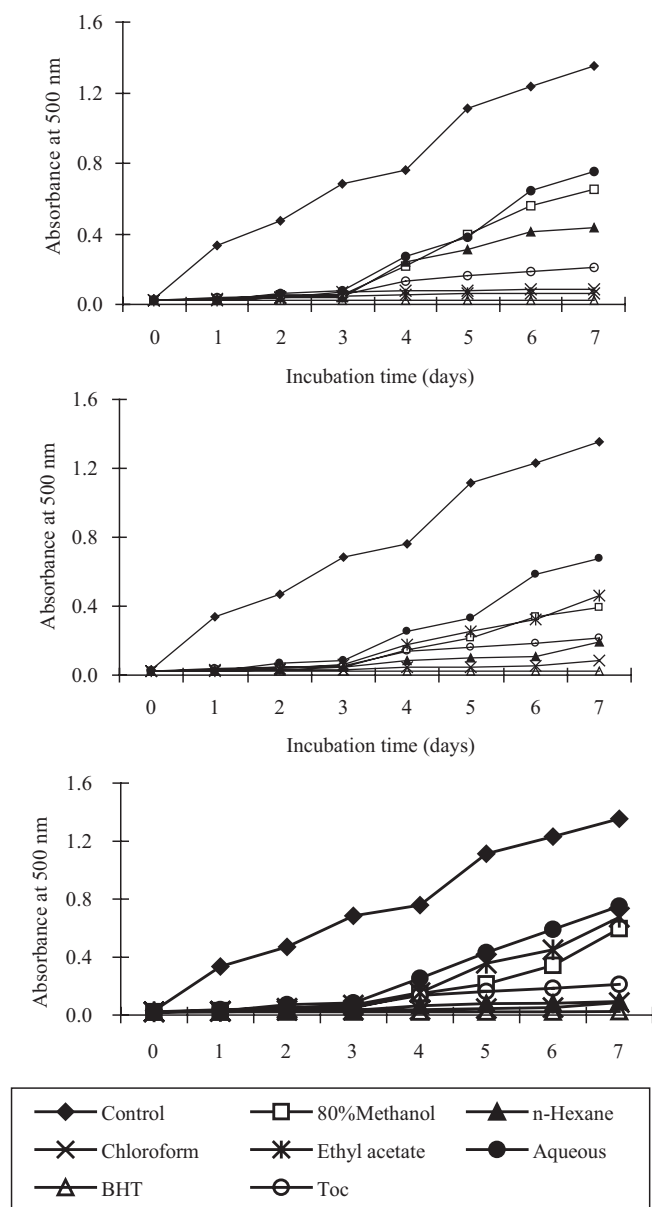 1.6
1.2
0.8
0.4
0.0
Absorbance at 500 nm
0 1 2 3 4 5 6 7
Incubation time (days)
1.6
1.2
0.8
0.4
0.0
Absorbance at 500 nm
0 1 2 3 4 5 6 7
Incubation time (days)
1.6
1.2
0.8
0.4
0.0
Absorbance at 500 nm
0 1 2 3 4 5 6 7
Control 80%Methanol n-Hexane
Chloroform Ethyl acetate Aqueous
BHT Toc